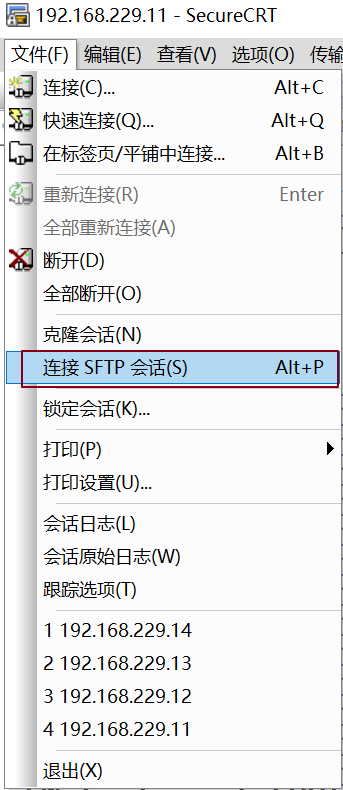 192.168.229.11 - SecureCRT
文件(F) 编辑(E) 查看(V) 选项(O) 传输
连接(C)... Alt+C
快速连接(Q)... Alt+Q
在标签页/平铺中连接... Alt+B
重新连接(R) Enter
全部重新连接(A)
断开(D)
全部断开(O)
克隆会话(N)
连接 SFTP 会话(S) Alt+P
锁定会话(K)...
打印(P)
打印设置(U)...
会话日志(L)
会话原始日志(W)
跟踪选项(T)
1 192.168.229.14
2 192.168.229.13
3 192.168.229.12
4 192.168.229.11
退出(X)